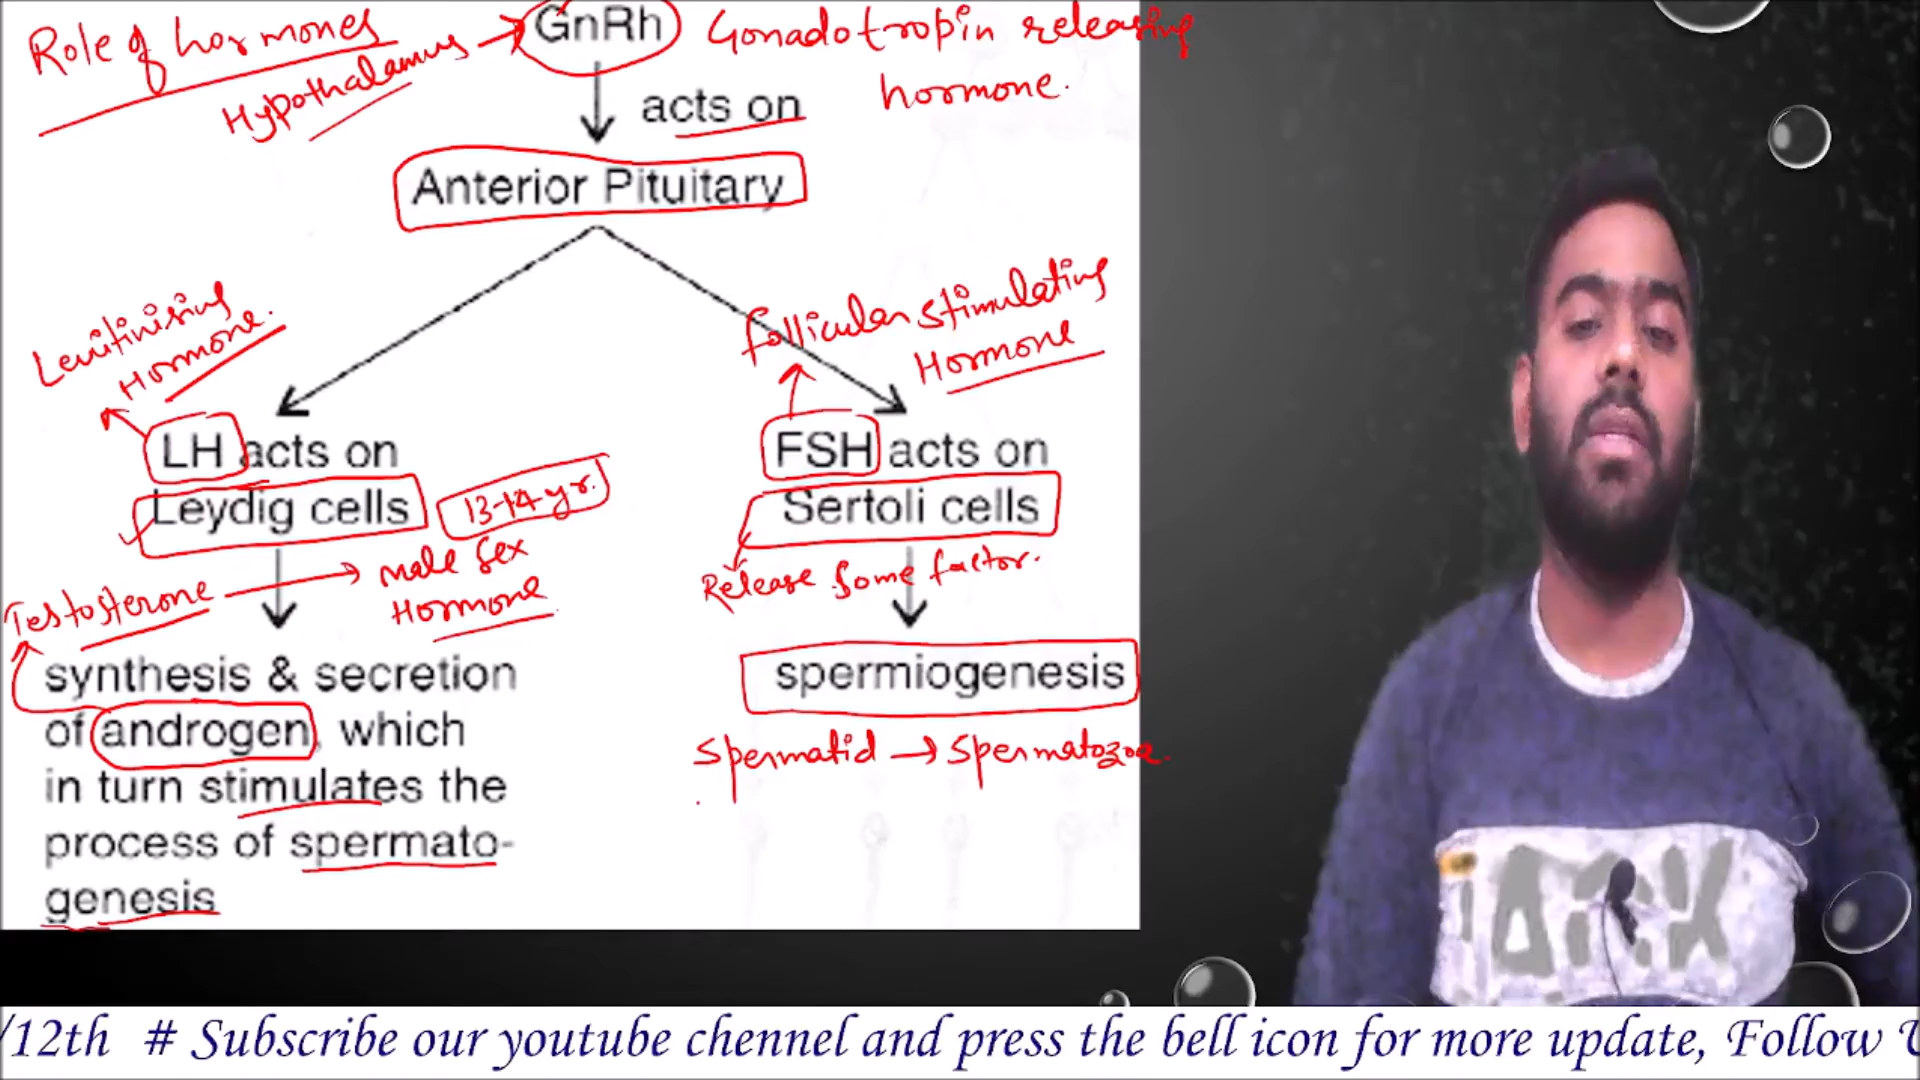 Role of hormones
Hypothalamus
GnRh
Gonadotropin releasing
hormone.
acts on
Anterior Pituitary
Hormone.
follicular stimulating
Hormone
LH acts on
Leydig cells
13-14 yr.
FSH acts on
Sertoli cells
Testosterone
male sex
Hormone
Release some factor.
synthesis & secretion
of androgen, which
in turn stimulates the
process of spermato-
genesis
spermiogenesis
Spermatid → Spermatozoa.
/12th # Subscribe our youtube chennel and press the bell icon for more update, Follow